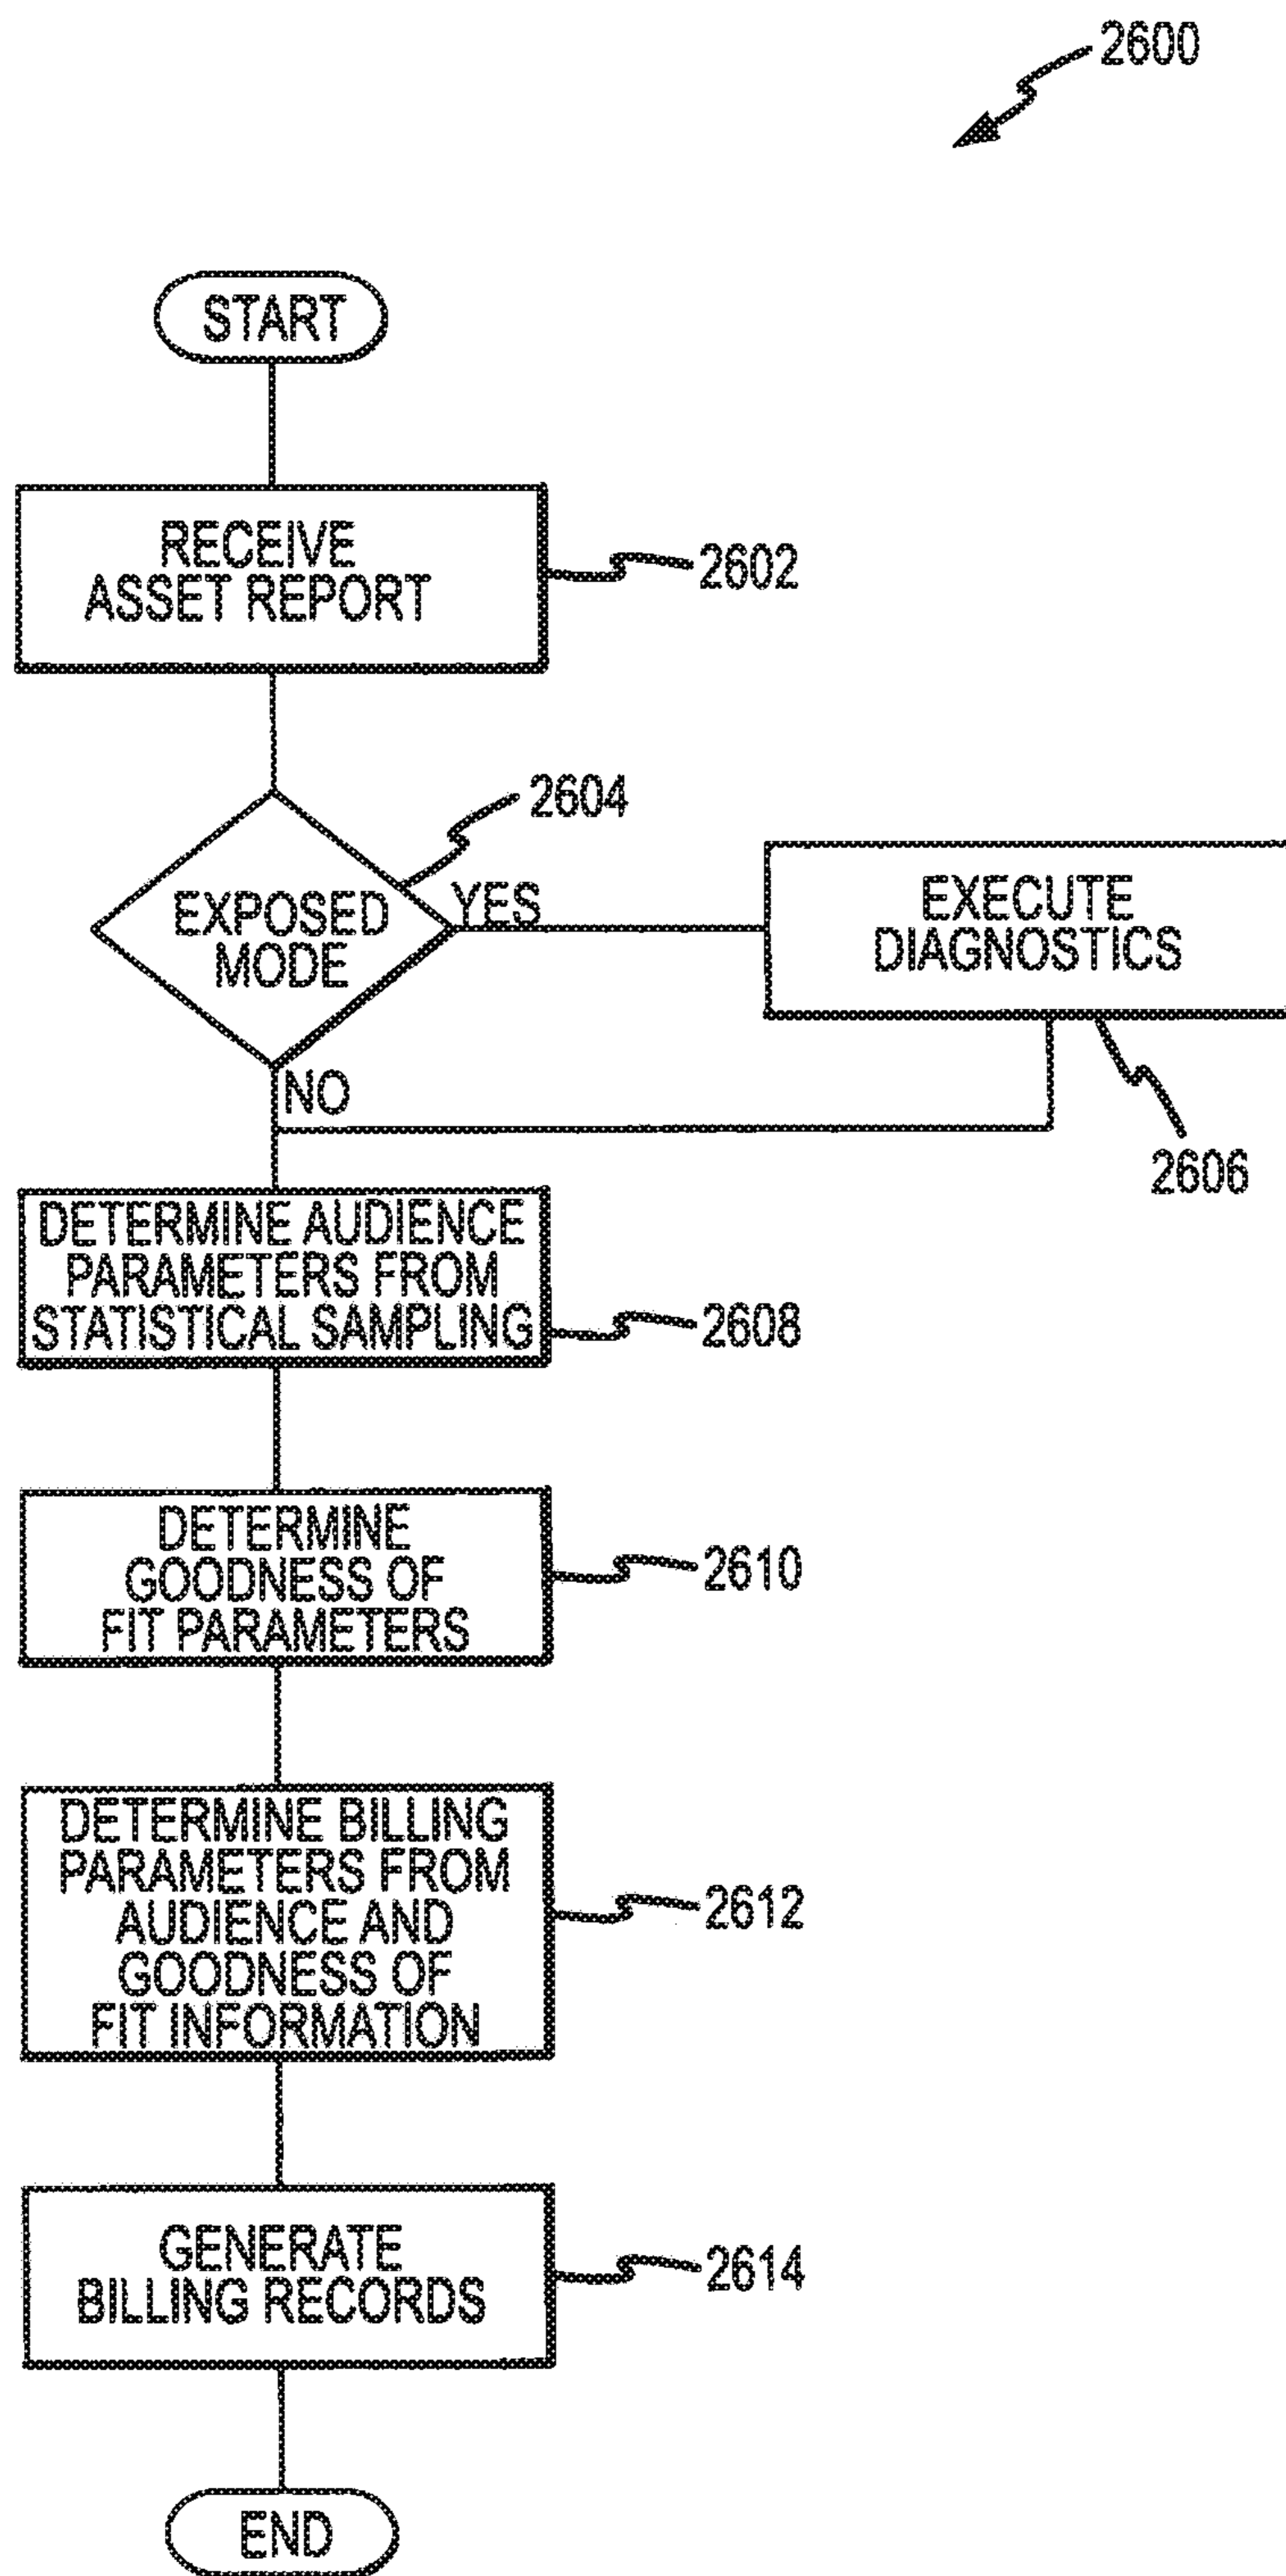 2600
START
RECEIVE
ASSET REPORT
2602
2604
EXPOSED
MODE
YES
EXECUTE
DIAGNOSTICS
NO
2606
DETERMINE AUDIENCE
PARAMETERS FROM
STATISTICAL SAMPLING
2608
DETERMINE
GOODNESS OF
FIT PARAMETERS
2610
DETERMINE BILLING
PARAMETERS FROM
AUDIENCE AND
GOODNESS OF
FIT INFORMATION
2612
GENERATE
BILLING RECORDS
2614
END